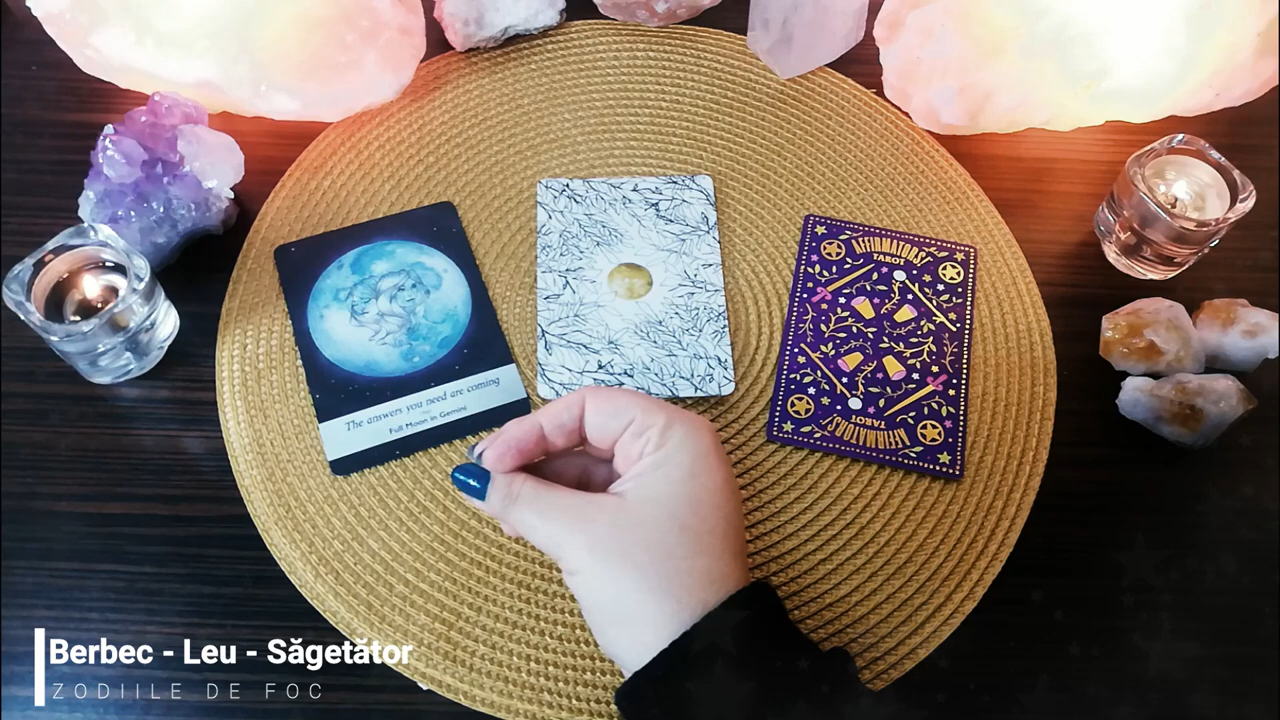 The answers you need are coming
Full Moon in Gemini
AFFIRMATORS!
TAROT
TAROT
AFFIRMATORS!
Berbec - Leu - Săgetător
ZODIILE DE FOC